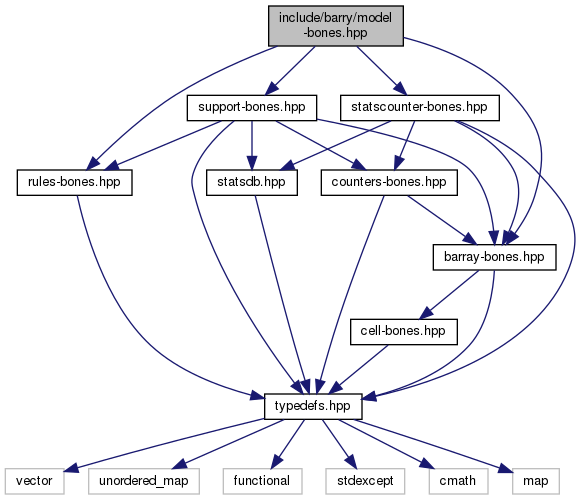 include/barry/model
-bones.hpp
support-bones.hpp
statscounter-bones.hpp
rules-bones.hpp
statsdb.hpp
counters-bones.hpp
barray-bones.hpp
cell-bones.hpp
typedefs.hpp
vector
unordered_map
functional
stdexcept
cmath
map